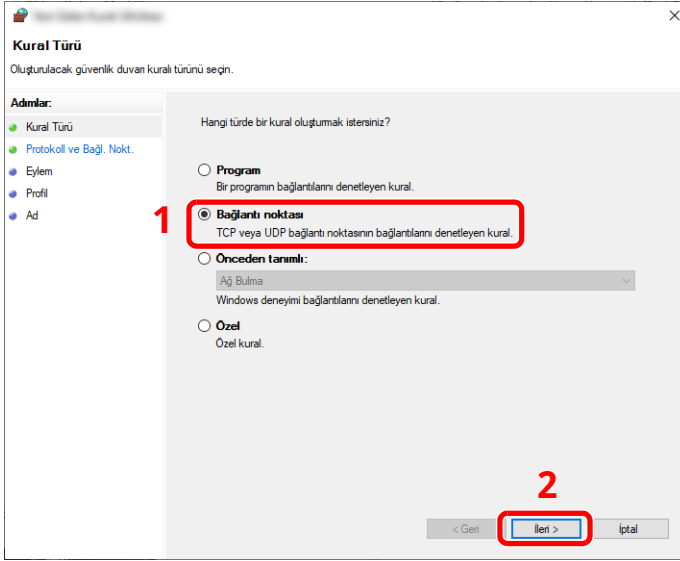 Kural Türü
Oluşturulacak güvenlik duvarı kuralı türünü seçin.
Adımlar:
Kural Türü
Protokoll ve Bağl. Nokt.
Eylem
Profil
Ad
Hangi türde bir kural oluşturmak istersiniz?
Program
Bir programın bağlantılarını denetleyen kural.
1
Bağlantı noktası
TCP veya UDP bağlantı noktasının bağlantılarını denetleyen kural.
Önceden tanımlı:
Ağ Bulma
Windows deneyimi bağlantılarını denetleyen kural.
Özel
Özel kural.
2
< Geri
İleri >
İptal